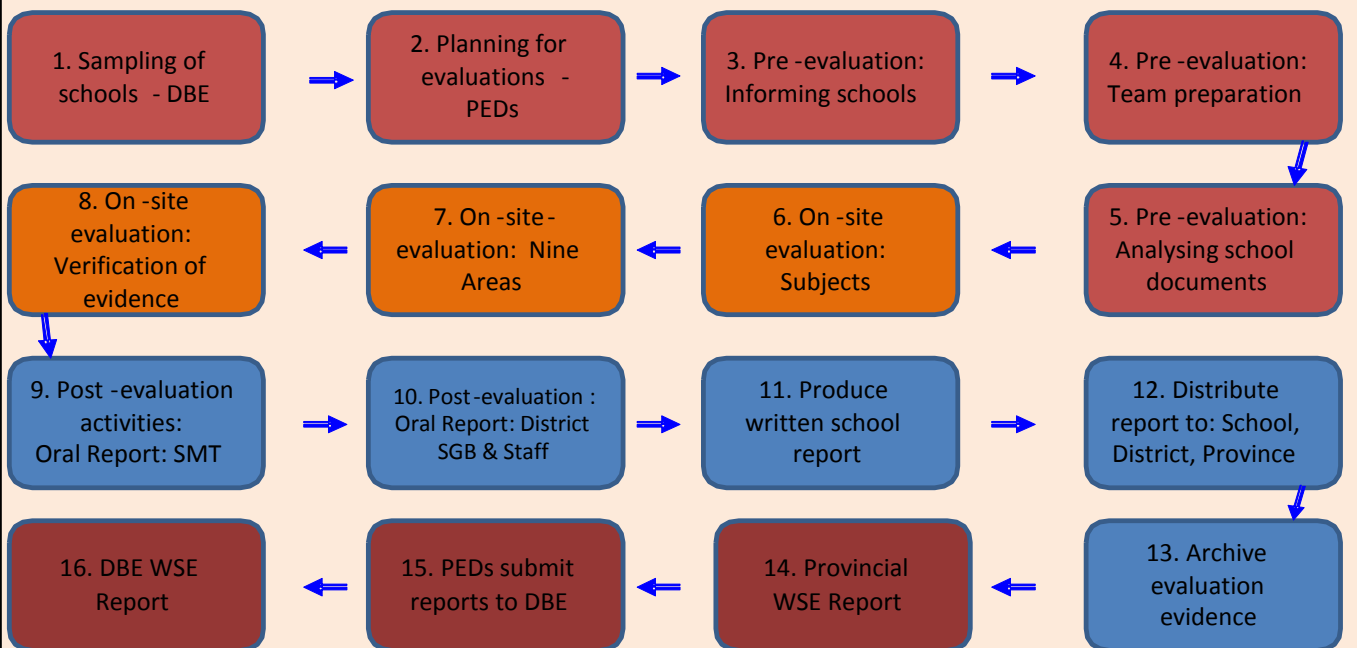 1. Sampling of
schools - DBE
2. Planning for
evaluations -
PEDs
3. Pre -evaluation:
Informing schools
4. Pre -evaluation:
Team preparation
5. Pre -evaluation:
Analysing school
documents
6. On -site
evaluation:
Subjects
7. On -site -
evaluation: Nine
Areas
8. On -site
evaluation:
Verification of
evidence
9. Post -evaluation
activities:
Oral Report: SMT
10. Post-evaluation :
Oral Report: District
SGB & Staff
11. Produce
written school
report
12. Distribute
report to: School,
District, Province
13. Archive
evaluation
evidence
14. Provincial
WSE Report
15. PEDs submit
reports to DBE
16. DBE WSE
Report